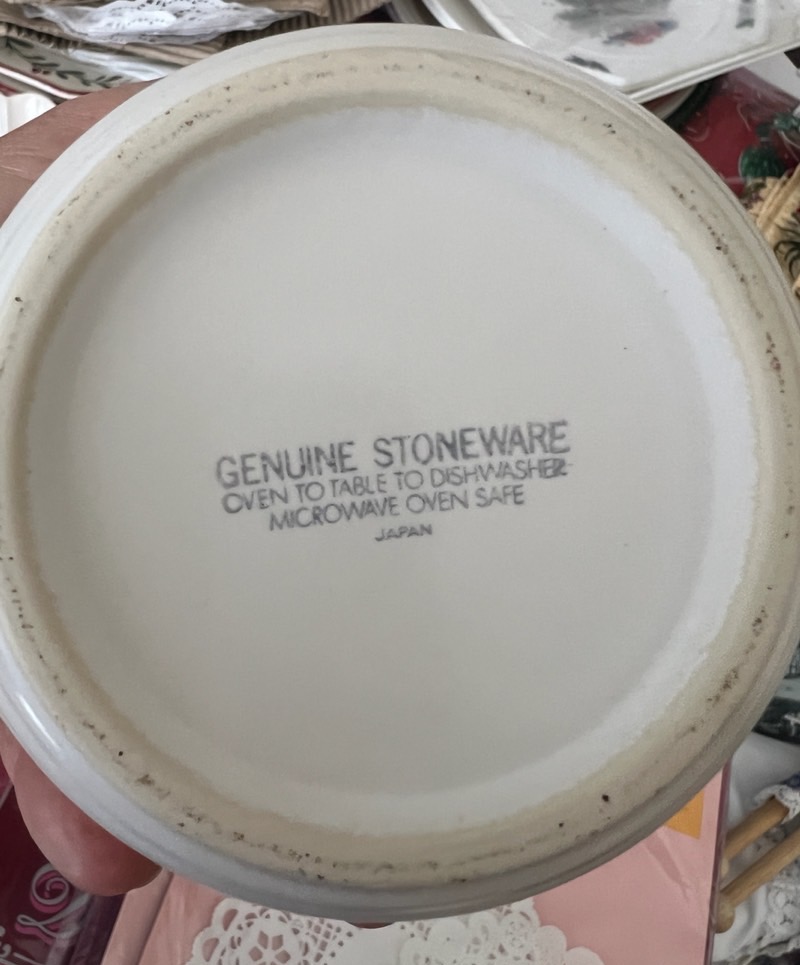 GENUINE STONEWARE
OVEN TO TABLE TO DISHWASHER
MICROWAVE OVEN SAFE
JAPAN